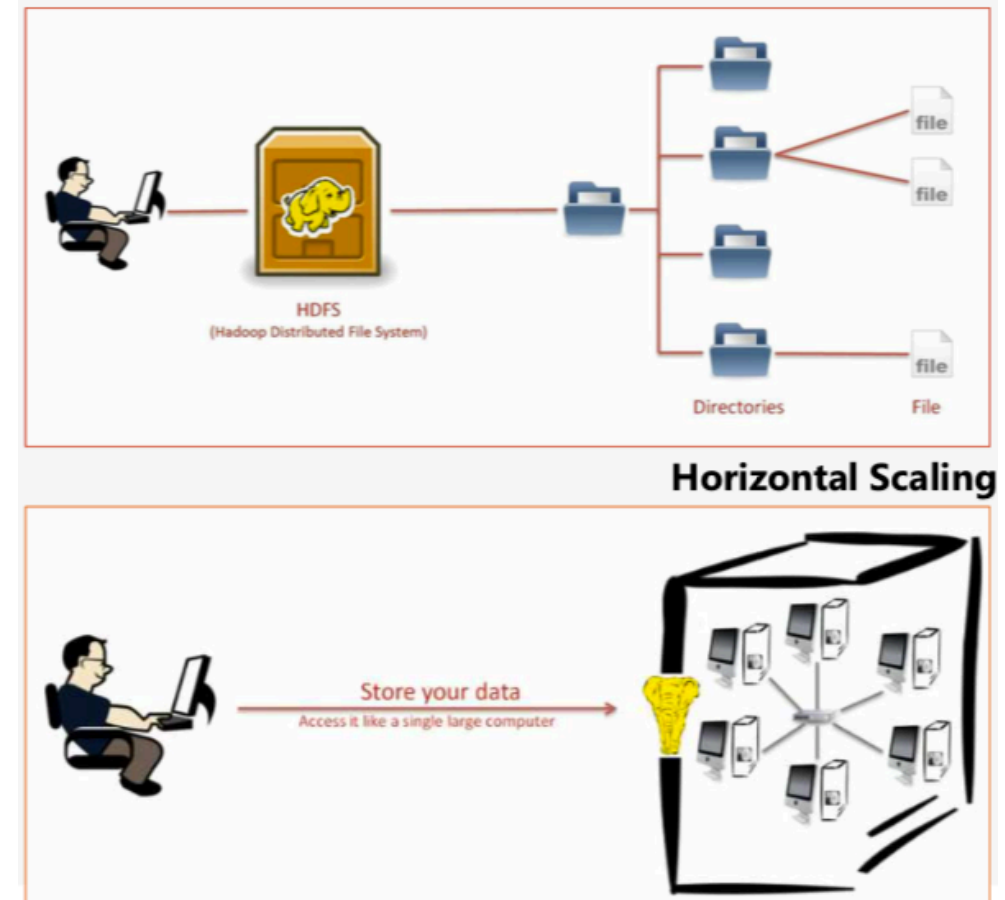 file
file
HDFS
(Hadoop Distributed File System)
file
Directories
File
Horizontal Scaling
Store your data
Access it like a single large computer